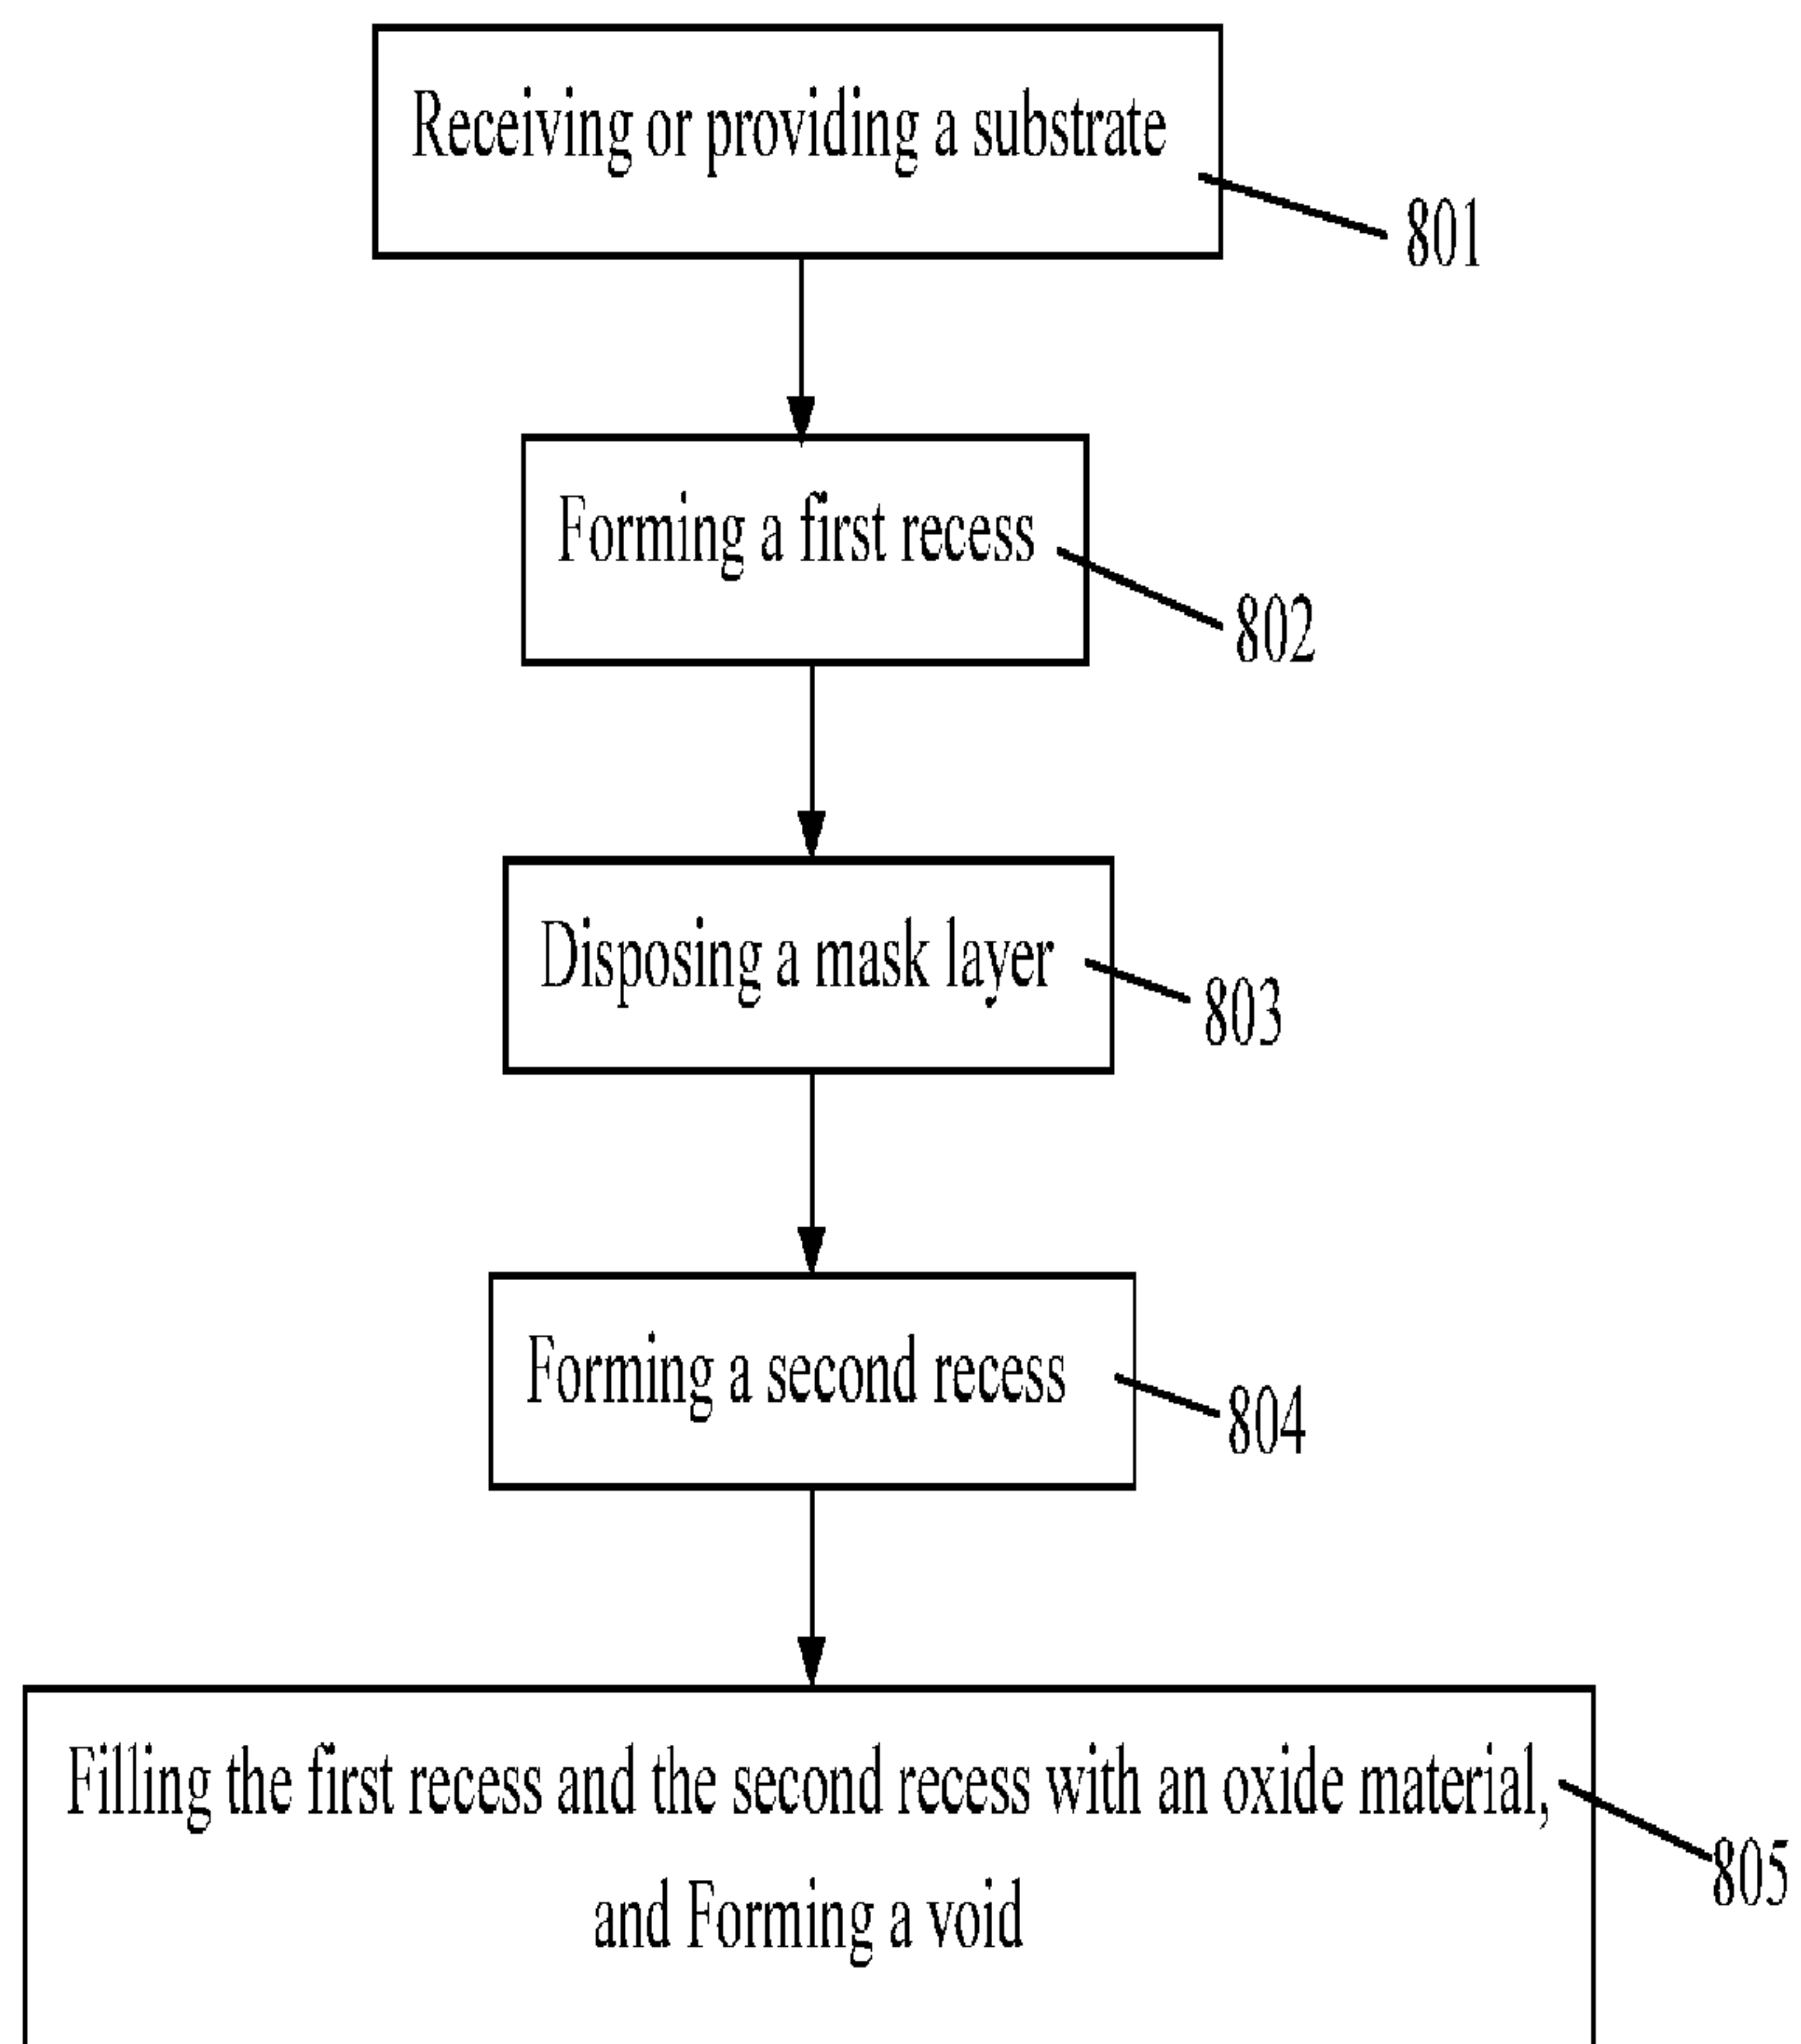 Receiving or providing a substrate
801
Forming a first recess
802
Disposing a mask layer
803
Forming a second recess
804
Filling the first recess and the second recess with an oxide material,
805
and Forming a void